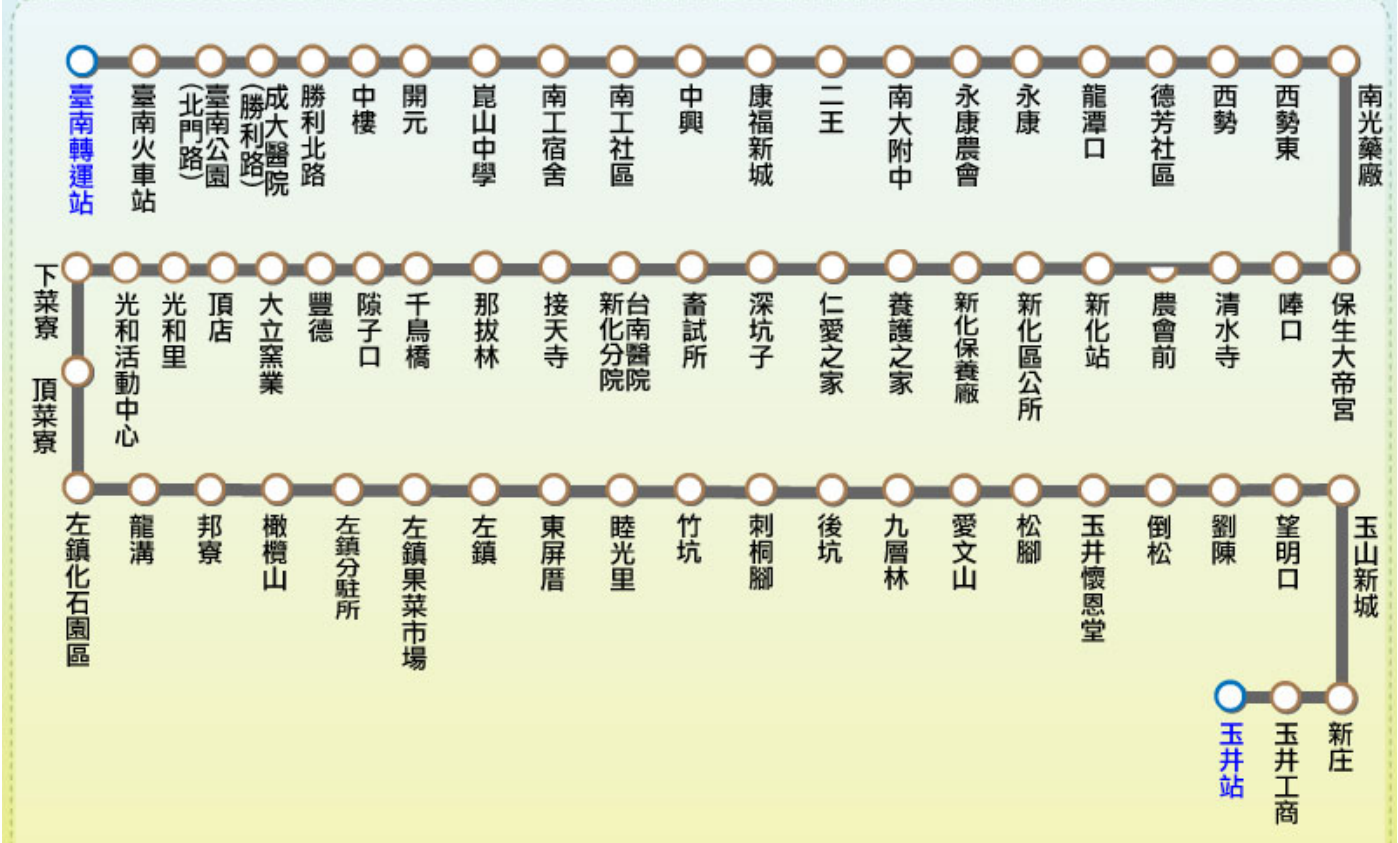 臺南轉運站
臺南火車站
臺南公園
(北門路)
成大醫院
(勝利路)
勝利北路
中樓
開元
崑山中學
南工宿舍
南工社區
中興
康福新城
二王
南大附中
永康農會
永康
龍潭口
德芳社區
西勢
西勢東
南光藥廠
保生大帝宮
唪口
清水寺
農會前
新化站
新化區公所
新化保養廠
養護之家
仁愛之家
深坑子
畜試所
台南醫院
新化分院
接天寺
那拔林
千鳥橋
隙子口
豐德
大立窯業
頂店
光和里
光和活動中心
下菜寮
頂菜寮
左鎮化石園區
龍溝
邦寮
橄欖山
左鎮分駐所
左鎮果菜市場
左鎮
東屏厝
睦光里
竹坑
刺桐腳
後坑
九層林
愛文山
松腳
玉井懷恩堂
倒松
劉陳
望明口
玉山新城
新庄
玉井工商
玉井站